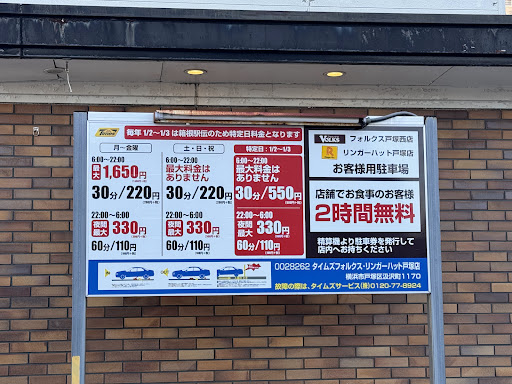 Times
毎年 1/2～1/3 は箱根駅伝のため特定日料金となります
月～金曜
6:00～22:00
最大 1,650円
30分/220円
22:00～6:00
夜間最大 330円
60分/110円
土・日・祝
6:00～22:00
最大料金はありません
30分/220円
22:00～6:00
夜間最大 330円
60分/110円
特定日：1/2～1/3
6:00～22:00
最大料金はありません
30分/550円
22:00～6:00
夜間最大 330円
60分/110円
VOLKS フォルクス戸塚西店
リンガーハット戸塚店
お客様用駐車場
店舗でお食事のお客様
2時間無料
精算機より駐車券を発行して
店内へお持ちください
0029262 タイムズフォルクス・リンガーハット戸塚店
横浜市戸塚区汲沢町1170
故障の際は、タイムズサービス(株) 0120-77-8924